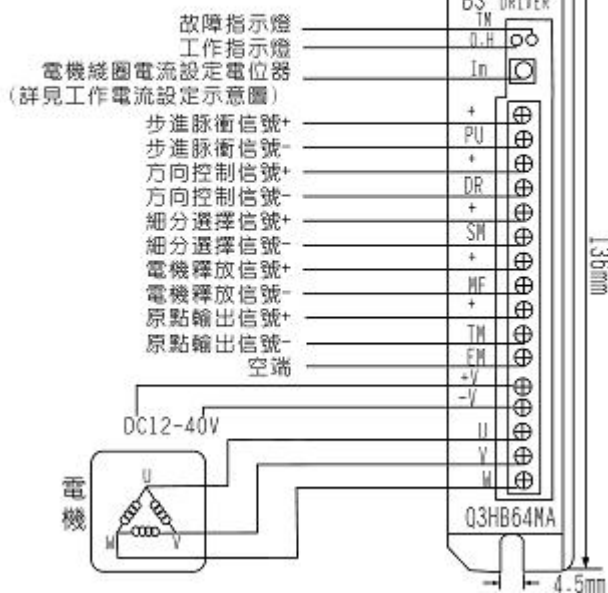 BS DRIVER
故障指示燈 TM
工作指示燈 O.H
電機綫圈電流設定電位器 Im
(詳見工作電流設定示意圖)
步進脉衝信號+ +
步進脉衝信號- PU
方向控制信號+ +
方向控制信號- DR
細分選擇信號+ +
細分選擇信號- SM
電機釋放信號+ +
電機釋放信號- MF
原點輸出信號+ +
原點輸出信號- TM
空端 EM
+V
-V
DC12-40V
U
V
W
電機
U
W V
Q3HB64MA
136mm
4.5mm